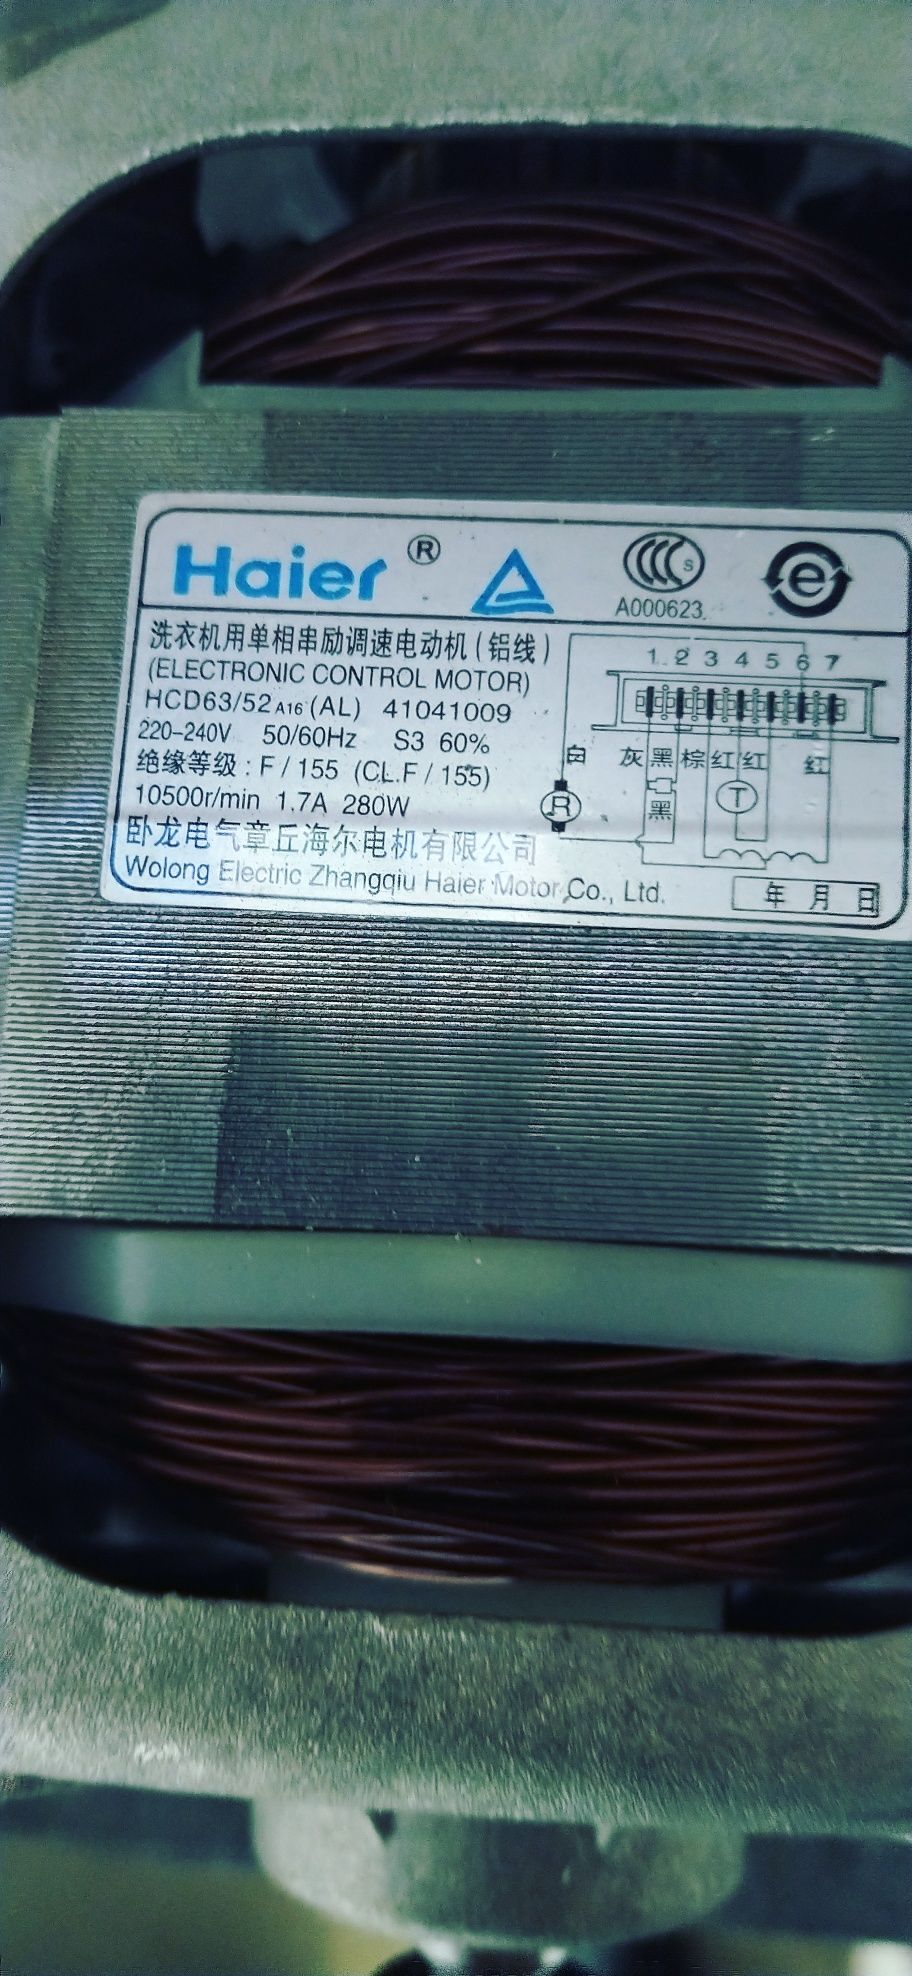 Haier ®
S
A000623
e
洗衣机用单相串励调速电动机(铝线)
(ELECTRONIC CONTROL MOTOR)
HCD63/52 A16 (AL) 41041009
220-240V 50/60Hz S3 60%
绝缘等级:F/155 (CL.F/155)
10500r/min 1.7A 280W
卧龙电气章丘海尔电机有限公司
Wolong Electric Zhangqiu Haier Motor Co., Ltd.
1 2 3 4 5 6 7
白 灰 黑 棕 红 红 红
R 黑 T
年 月 日